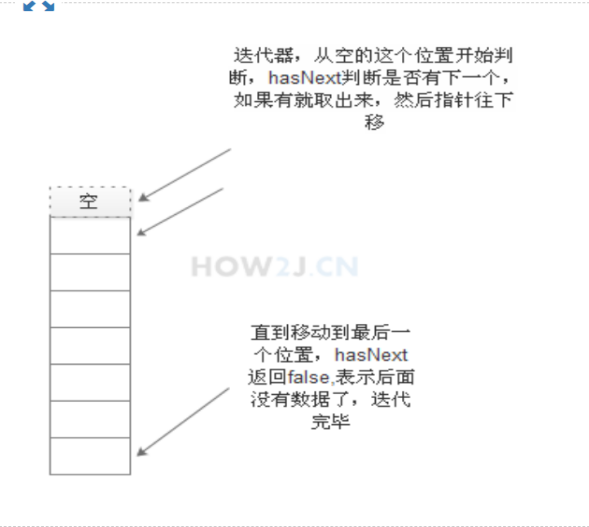 迭代器，从空的这个位置开始判
断，hasNext判断是否有下一个，
如果有就取出来，然后指针往下
移
空
HOW2J.CN
直到移动到最后一
个位置，hasNext
返回false,表示后面
没有数据了，迭代
完毕